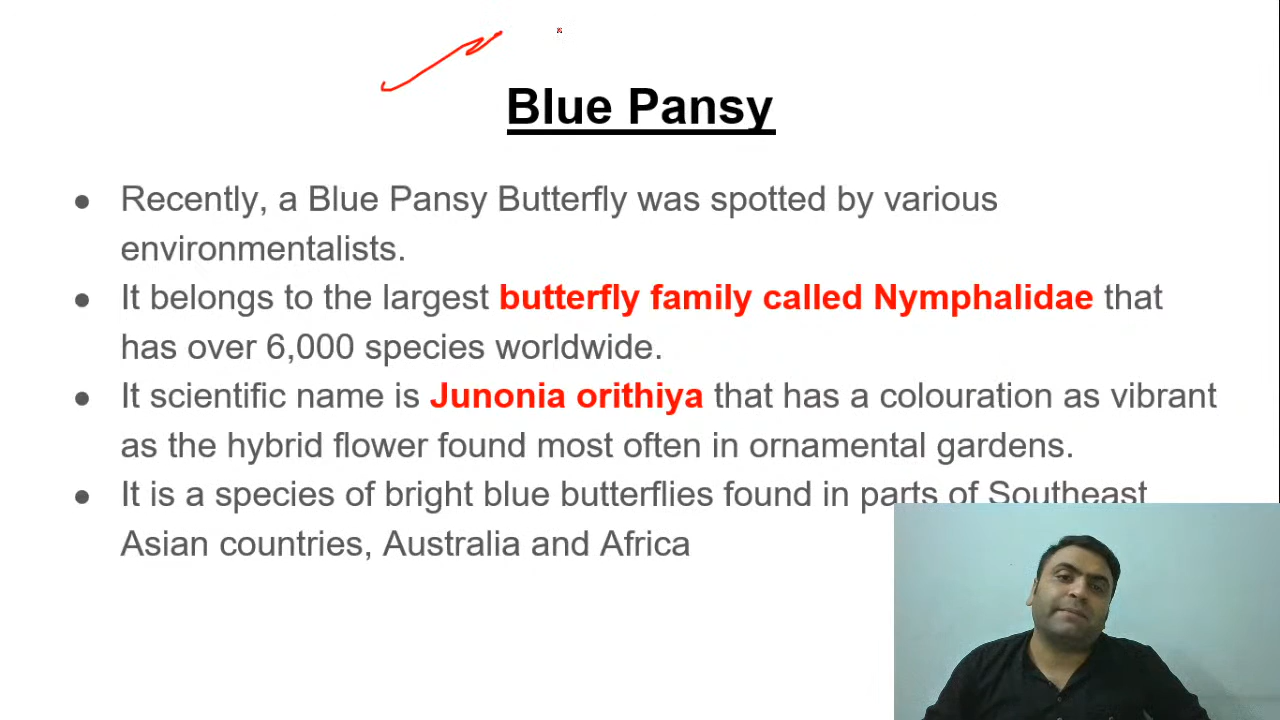 Blue Pansy
● Recently, a Blue Pansy Butterfly was spotted by various
environmentalists.
● It belongs to the largest butterfly family called Nymphalidae that
has over 6,000 species worldwide.
● It scientific name is Junonia orithiya that has a colouration as vibrant
as the hybrid flower found most often in ornamental gardens.
● It is a species of bright blue butterflies found in parts of Southeast
Asian countries, Australia and Africa